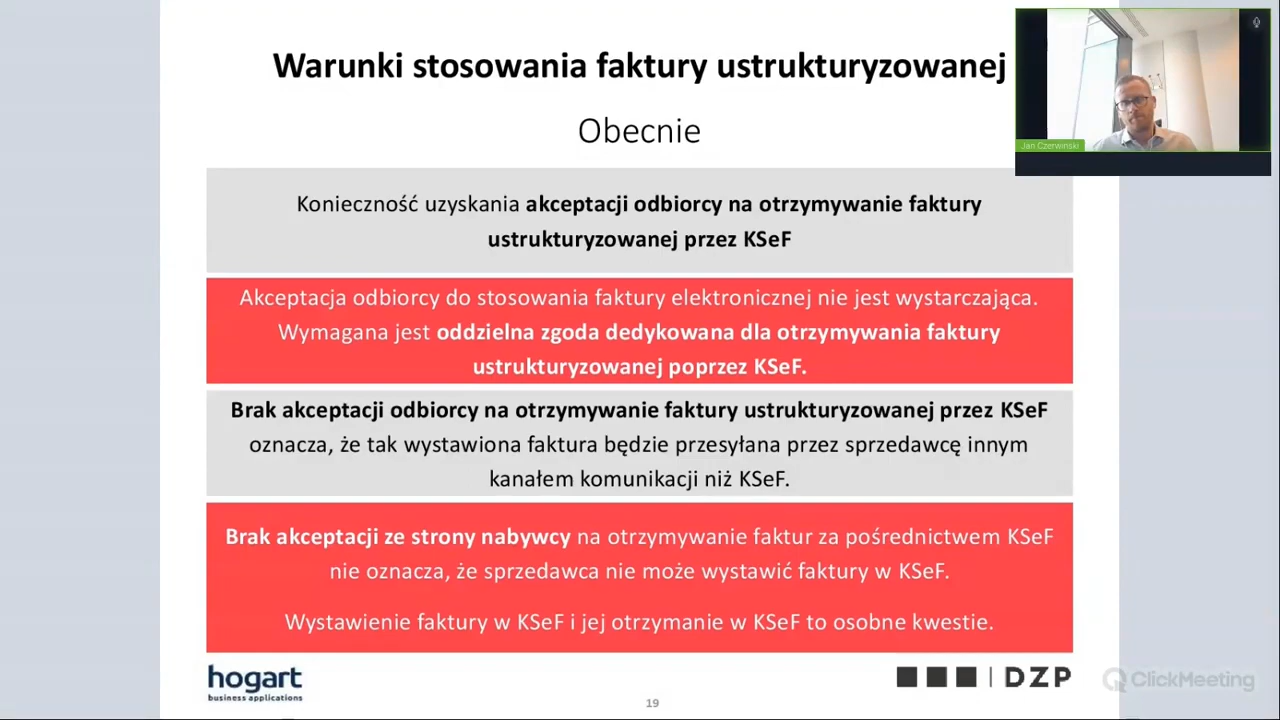 Warunki stosowania faktury ustrukturyzowanej
Obecnie
Jan Czerwiński
Konieczność uzyskania akceptacji odbiorcy na otrzymywanie faktury
ustrukturyzowanej przez KSeF
Akceptacja odbiorcy do stosowania faktury elektronicznej nie jest wystarczająca.
Wymagana jest oddzielna zgoda dedykowana dla otrzymywania faktury
ustrukturyzowanej poprzez KSeF.
Brak akceptacji odbiorcy na otrzymywanie faktury ustrukturyzowanej przez KSeF
oznacza, że tak wystawiona faktura będzie przesyłana przez sprzedawcę innym
kanałem komunikacji niż KSeF.
Brak akceptacji ze strony nabywcy na otrzymywanie faktur za pośrednictwem KSeF
nie oznacza, że sprzedawca nie może wystawić faktury w KSeF.
Wystawienie faktury w KSeF i jej otrzymanie w KSeF to osobne kwestie.
hogart
business applications
DZP
ClickMeeting
19